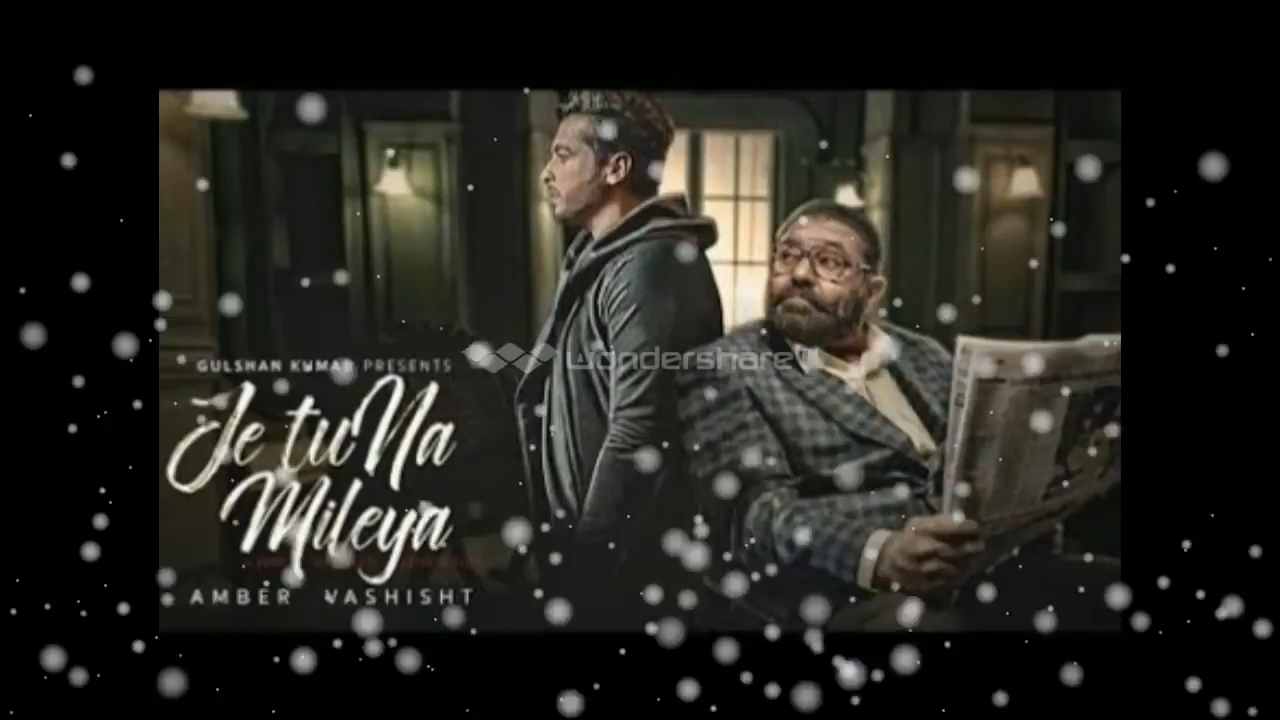 GULSHAN KUMAR PRESENTS
Je tu Na
Mileya
AMBER VASHISHT
wondershare